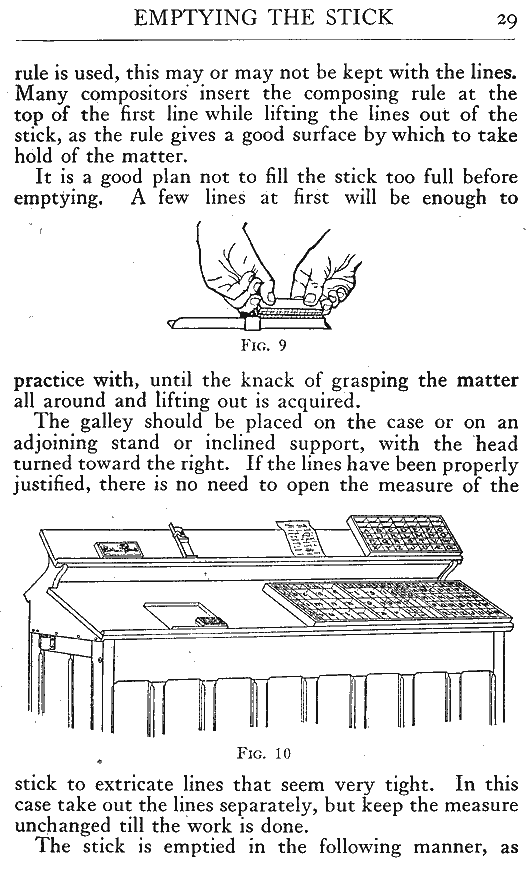 EMPTYING THE STICK 29
rule is used, this may or may not be kept with the lines.
Many compositors insert the composing rule at the
top of the first line while lifting the lines out of the
stick, as the rule gives a good surface by which to take
hold of the matter.
It is a good plan not to fill the stick too full before
emptying. A few lines at first will be enough to
FIG. 9
practice with, until the knack of grasping the matter
all around and lifting out is acquired.
The galley should be placed on the case or on an
adjoining stand or inclined support, with the head
turned toward the right. If the lines have been properly
justified, there is no need to open the measure of the
FIG. 10
stick to extricate lines that seem very tight. In this
case take out the lines separately, but keep the measure
unchanged till the work is done.
The stick is emptied in the following manner, as